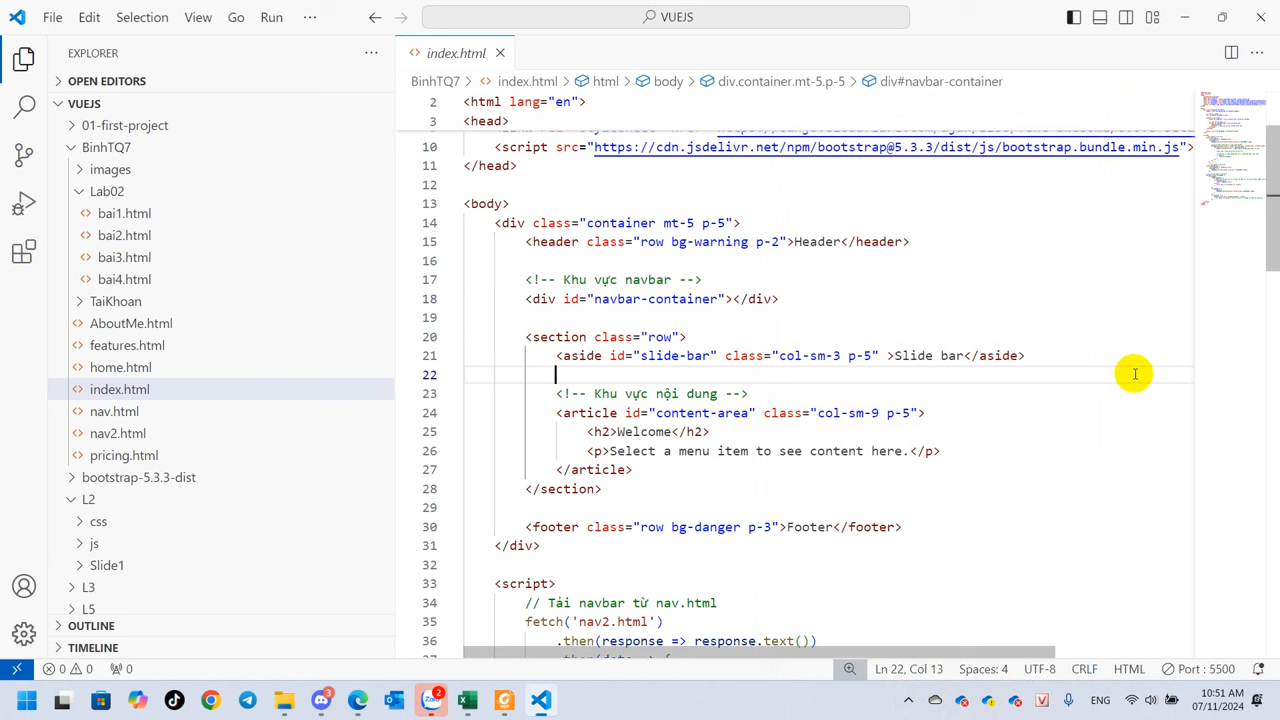 File Edit Selection View Go Run ··· VUEJS
EXPLORER
OPEN EDITORS
VUEJS
01-first-project
BinhTQ7
images
Lab02
bai1.html
bai2.html
bai3.html
bai4.html
TaiKhoan
AboutMe.html
features.html
home.html
index.html
nav.html
nav2.html
pricing.html
bootstrap-5.3.3-dist
L2
css
js
Slide1
L3
L5
OUTLINE
TIMELINE
index.html
BinhTQ7 > index.html > html > body > div.container.mt-5.p-5 > div#navbar-container
2 <html lang="en">
3 <head>
10 <script src="https://cdn.jsdelivr.net/npm/bootstrap@5.3.3/dist/js/bootstrap.bundle.min.js">
11 </head>
12
13 <body>
14 <div class="container mt-5 p-5">
15 <header class="row bg-warning p-2">Header</header>
16
17 <!-- Khu vực navbar -->
18 <div id="navbar-container"></div>
19
20 <section class="row">
21 <aside id="slide-bar" class="col-sm-3 p-5" >Slide bar</aside>
22
23 <!-- Khu vực nội dung -->
24 <article id="content-area" class="col-sm-9 p-5">
25 <h2>Welcome</h2>
26 <p>Select a menu item to see content here.</p>
27 </article>
28 </section>
29
30 <footer class="row bg-danger p-3">Footer</footer>
31 </div>
32
33 <script>
34 // Tải navbar từ nav.html
35 fetch('nav2.html')
36 .then(response => response.text())
0 0 0 Ln 22, Col 13 Spaces: 4 UTF-8 CRLF HTML Port : 5500
2 Zalo ENG 10:51 AM
07/11/2024